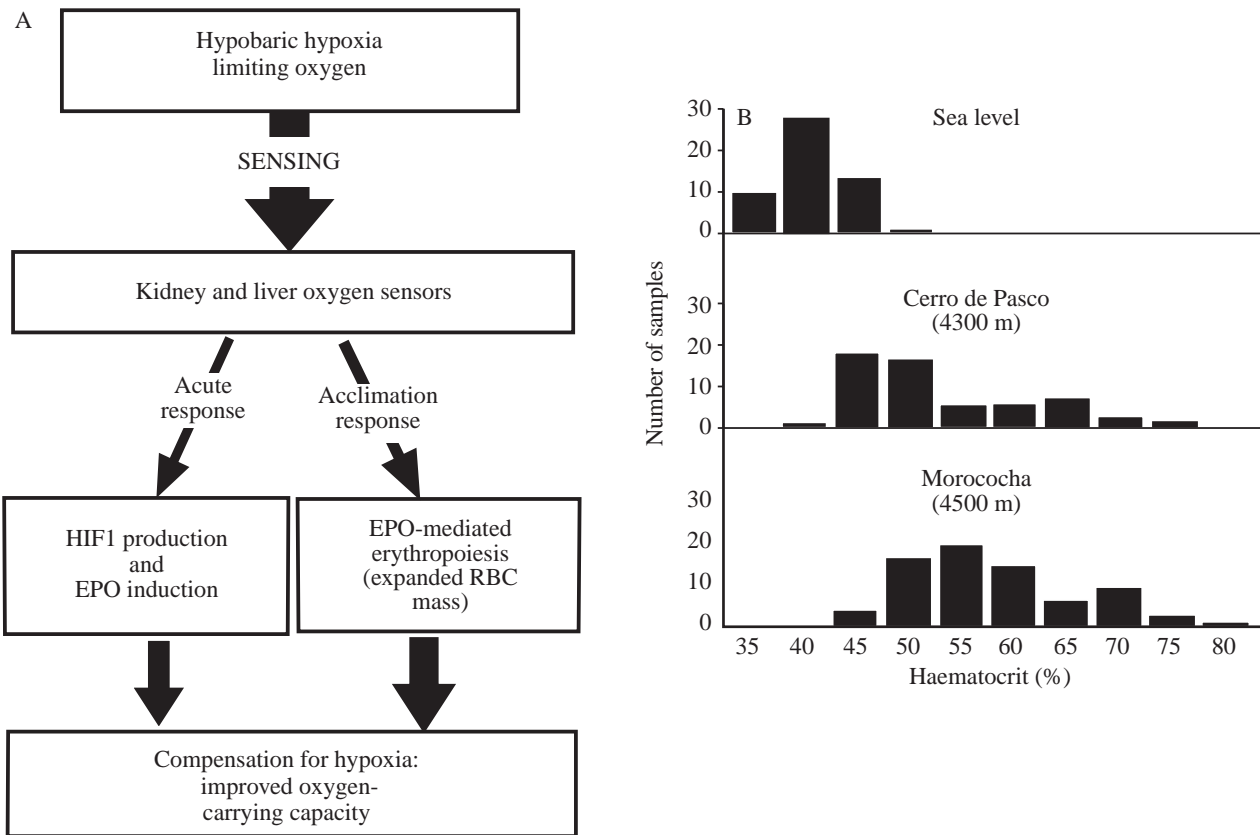 A
Hypobaric hypoxia
limiting oxygen
SENSING
Kidney and liver oxygen sensors
Acute
response
Acclimation
response
HIF1 production
and
EPO induction
EPO-mediated
erythropoiesis
(expanded RBC
mass)
Compensation for hypoxia:
improved oxygen-
carrying capacity
B
Sea level
30
20
10
0
Number of samples
Cerro de Pasco
(4300 m)
30
20
10
0
Morococha
(4500 m)
30
20
10
0
35 40 45 50 55 60 65 70 75 80
Haematocrit (%)